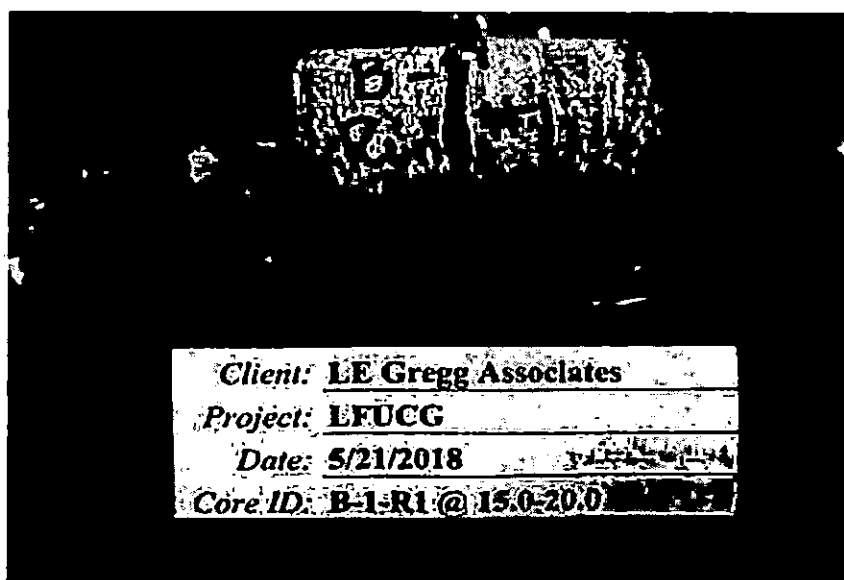 Client: LE Gregg Associates
Project: LFUCG
Date: 5/21/2018
Core ID: B-1-R1 @ 15.0-20.0